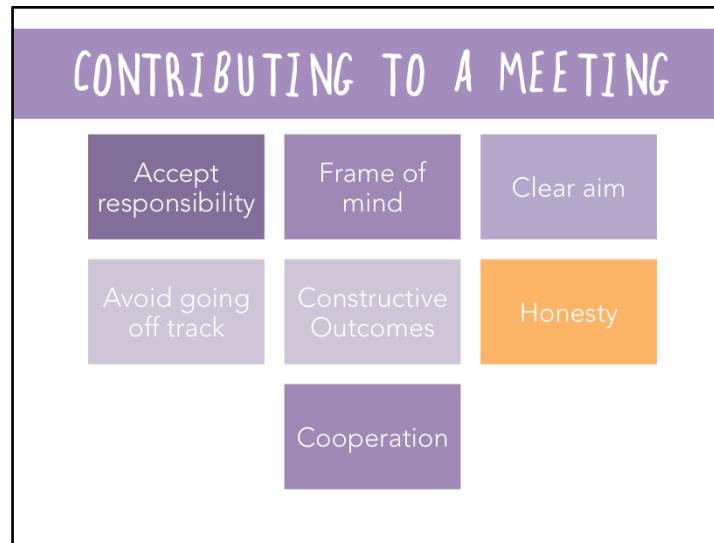 CONTRIBUTING TO A MEETING
Accept
responsibility
Frame of
mind
Clear aim
Avoid going
off track
Constructive
Outcomes
Honesty
Cooperation